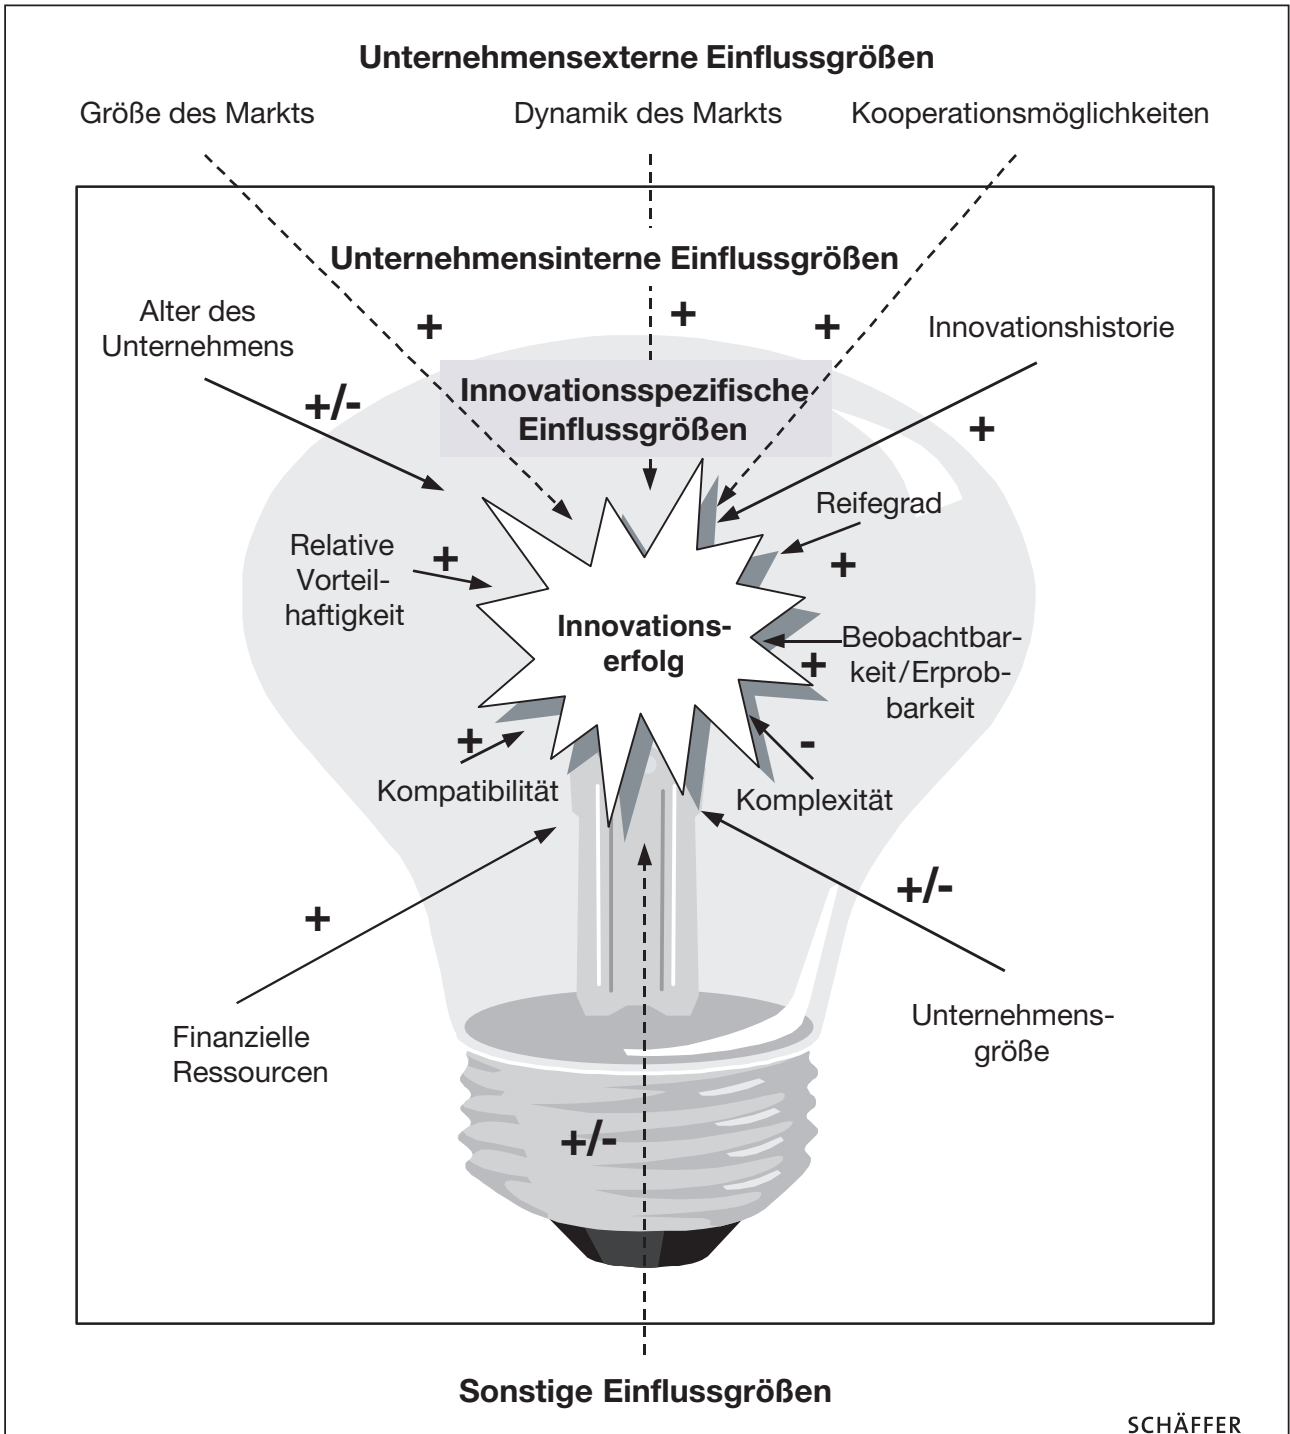 Unternehmensexterne Einflussgrößen
Größe des Markts
Dynamik des Markts
Kooperationsmöglichkeiten
Unternehmensinterne Einflussgrößen
Alter des
Unternehmens
+
+
+
Innovationshistorie
+/-
Innovationsspezifische
Einflussgrößen
+
Reifegrad
Relative
Vorteil-
haftigkeit
+
+
Innovations-
erfolg
Beobachtbar-
keit/Erprob-
barkeit
+
+
Kompatibilität
-
Komplexität
+
+/-
Finanzielle
Ressourcen
Unternehmens-
größe
+/-
Sonstige Einflussgrößen
SCHÄFFER